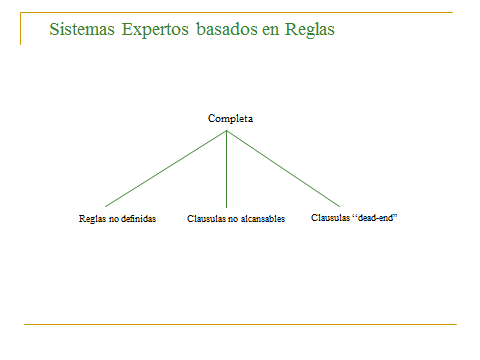 Sistemas Expertos basados en Reglas
Completa
Reglas no definidas
Clausulas no alcansables
Clausulas “dead-end”